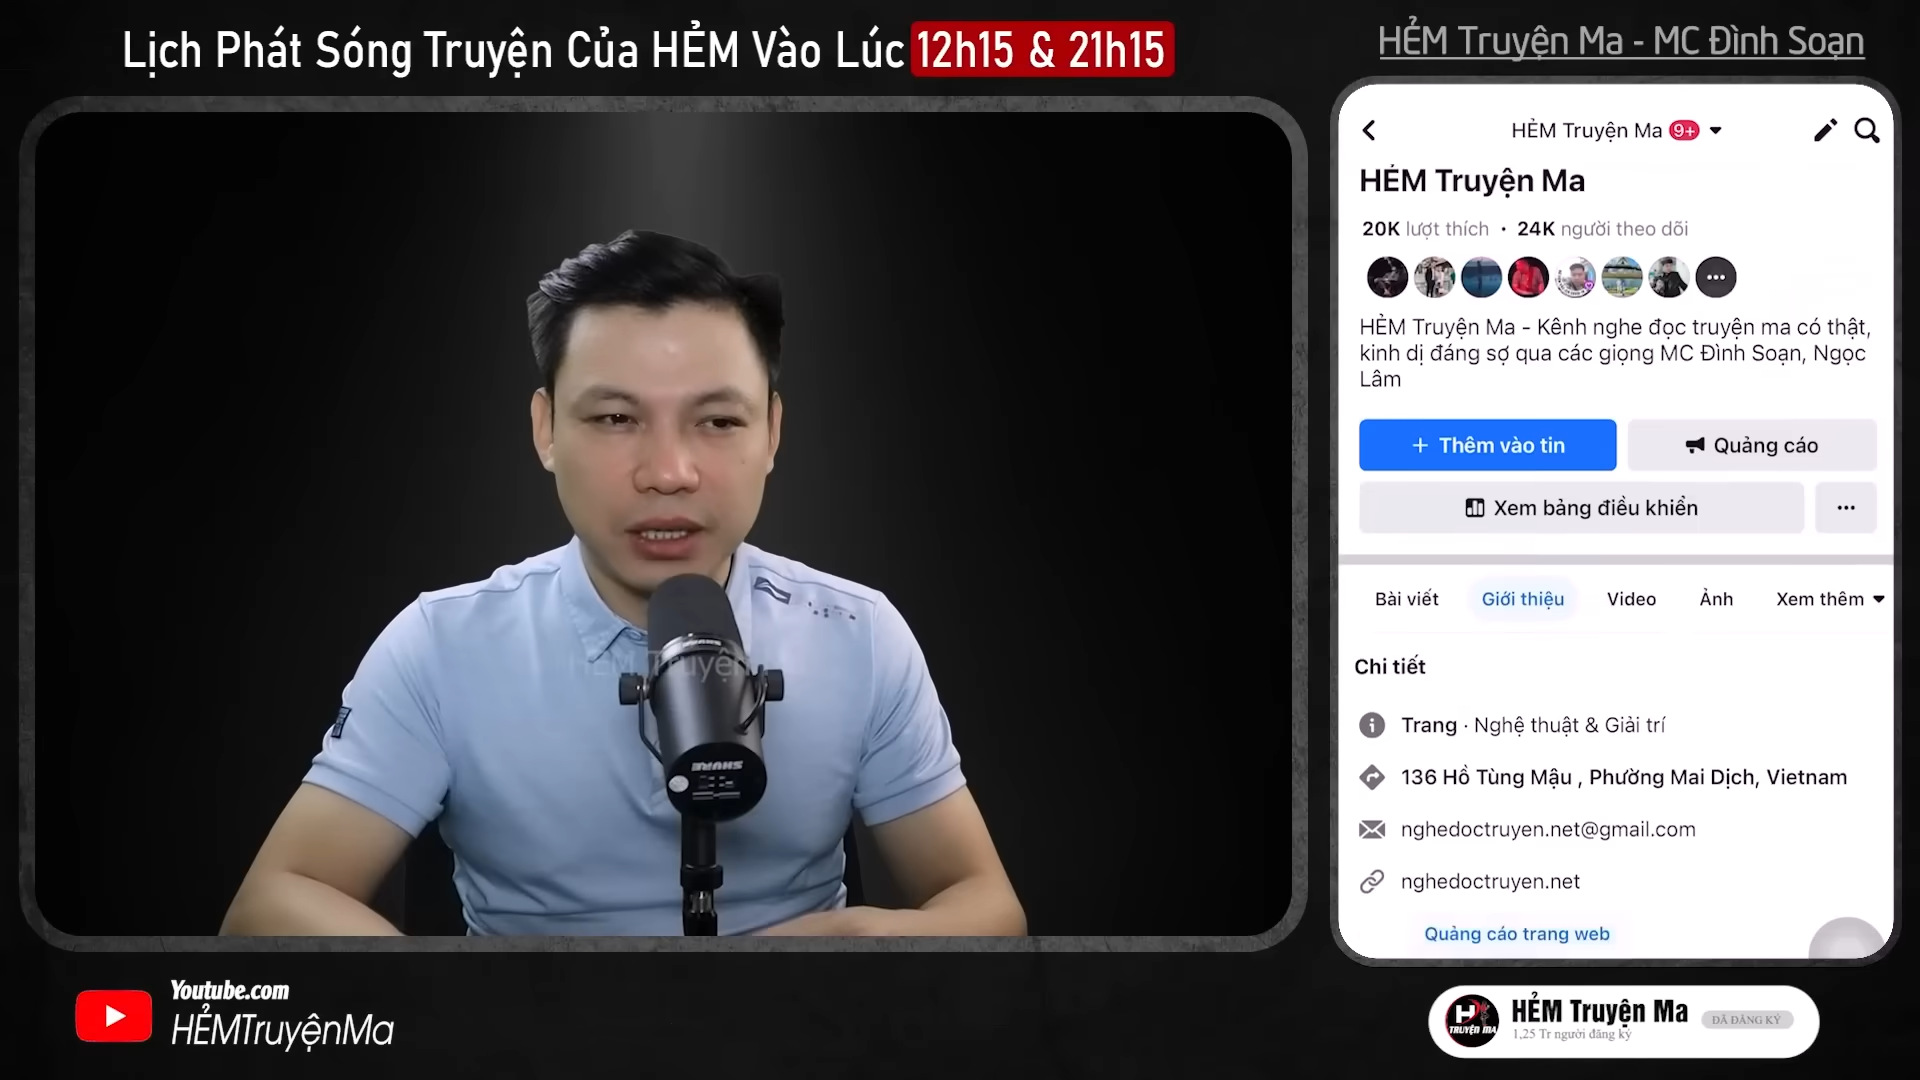 Lịch Phát Sóng Truyện Của HẺM Vào Lúc 12h15 & 21h15
HẺM Truyện Ma - MC Đình Soạn
HẺM Truyện Ma 9+
HẺM Truyện Ma
20K lượt thích · 24K người theo dõi
HẺM Truyện Ma - Kênh nghe đọc truyện ma có thật,
kinh dị đáng sợ qua các giọng MC Đình Soạn, Ngọc
Lâm
+ Thêm vào tin
Quảng cáo
Xem bảng điều khiển
Bài viết
Giới thiệu
Video
Ảnh
Xem thêm
Chi tiết
Trang · Nghệ thuật & Giải trí
136 Hồ Tùng Mậu , Phường Mai Dịch, Vietnam
nghedoctruyen.net@gmail.com
nghedoctruyen.net
Quảng cáo trang web
HẺM Truyện
SHURE
SHURE
Youtube.com
HẺMTruyệnMa
H
TRUYỆN MA
HẺM Truyện Ma
1,25 Tr người đăng ký
ĐÃ ĐĂNG KÝ